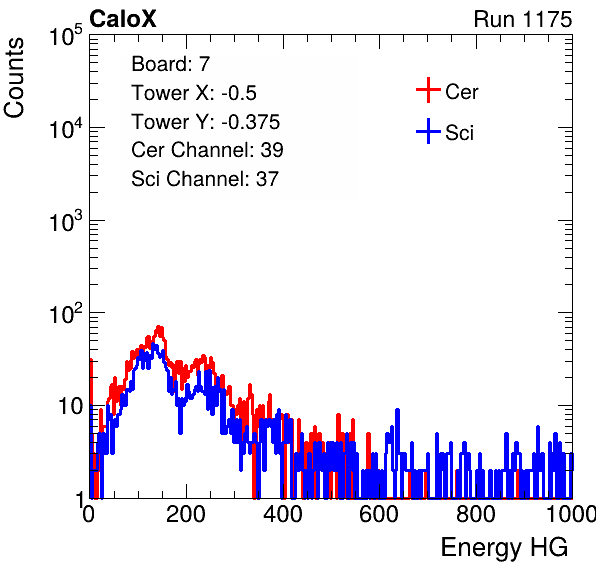 CaloX Run 1175
Counts
10^5
10^4
10^3
10^2
10
1
Board: 7
Tower X: -0.5
Tower Y: -0.375
Cer Channel: 39
Sci Channel: 37
Cer
Sci
0 200 400 600 800 1000
Energy HG